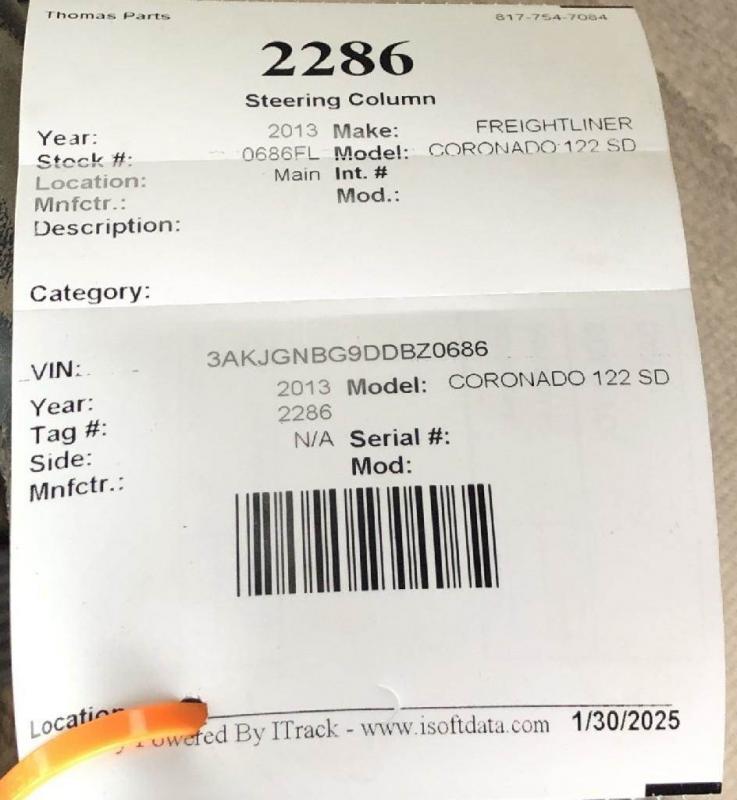 Thomas Parts 817-754-7084
2286
Steering Column
Year: 2013 Make: FREIGHTLINER
Stock #: 0686FL Model: CORONADO 122 SD
Location: Main Int. #
Mnfctr.: Mod.:
Description:
Category:
VIN: 3AKJGNBG9DDBZ0686
Year: 2013 Model: CORONADO 122 SD
Tag #: 2286
Side: N/A Serial #:
Mnfctr.: Mod:
Powered By ITrack - www.isoftdata.com 1/30/2025